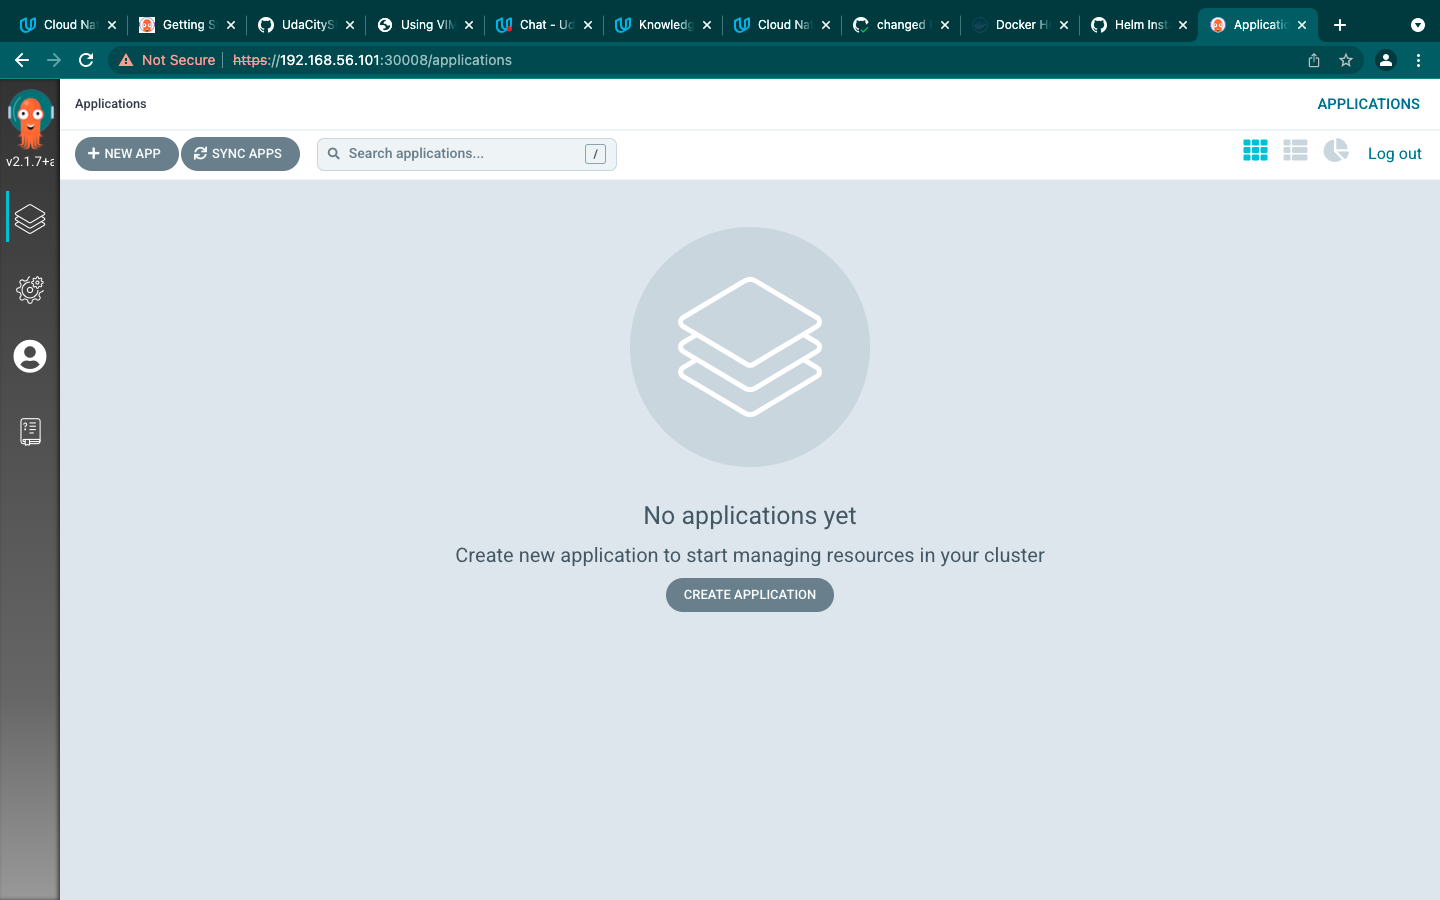 Cloud Na
Getting S
UdaCityS
Using VIM
Chat - Ud
Knowledg
Cloud Na
changed
Docker H
Helm Inst
Applicatio
Not Secure
https://192.168.56.101:30008/applications
Applications
APPLICATIONS
v2.1.7+a
NEW APP
SYNC APPS
Search applications...
/
Log out
No applications yet
Create new application to start managing resources in your cluster
CREATE APPLICATION